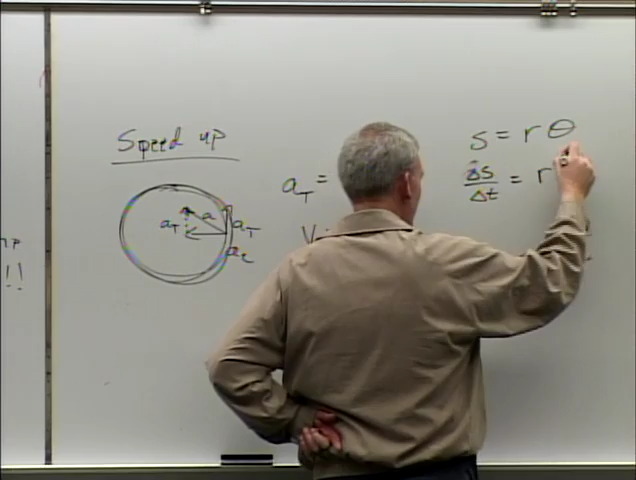 Speed up
a
a_T
a_T
a_c
a_T =
s = r θ
Δs/Δt = r
!!